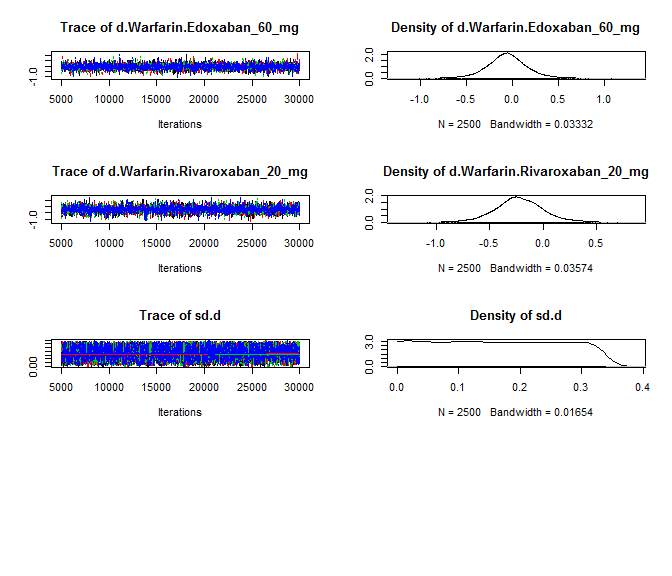 Trace of d.Warfarin.Edoxaban_60_mg
Density of d.Warfarin.Edoxaban_60_mg
-1.0
5000 10000 15000 20000 25000 30000
Iterations
0.0 2.0
-1.0 -0.5 0.0 0.5 1.0
N = 2500 Bandwidth = 0.03332
Trace of d.Warfarin.Rivaroxaban_20_mg
Density of d.Warfarin.Rivaroxaban_20_mg
-1.0
5000 10000 15000 20000 25000 30000
Iterations
0.0 2.0
-1.0 -0.5 0.0 0.5
N = 2500 Bandwidth = 0.03574
Trace of sd.d
Density of sd.d
0.00
5000 10000 15000 20000 25000 30000
Iterations
0.0 3.0
0.0 0.1 0.2 0.3 0.4
N = 2500 Bandwidth = 0.01654